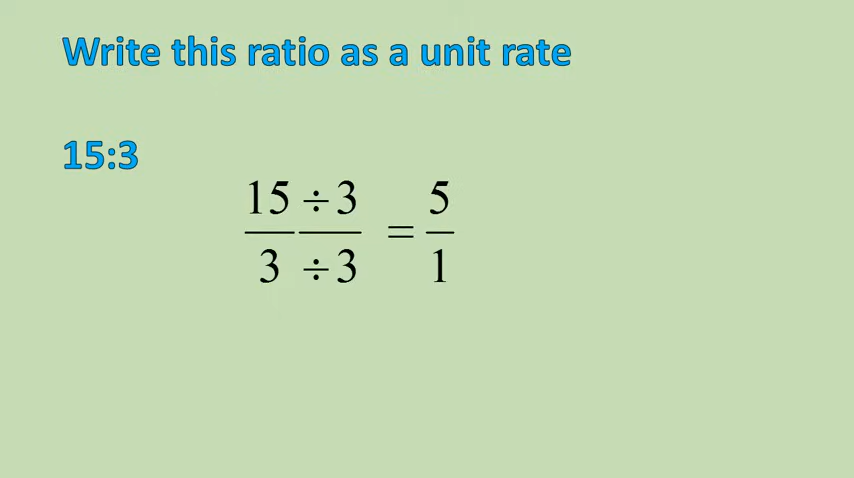 Write this ratio as a unit rate
15:3
15 ÷ 3 / 3 ÷ 3 = 5 / 1